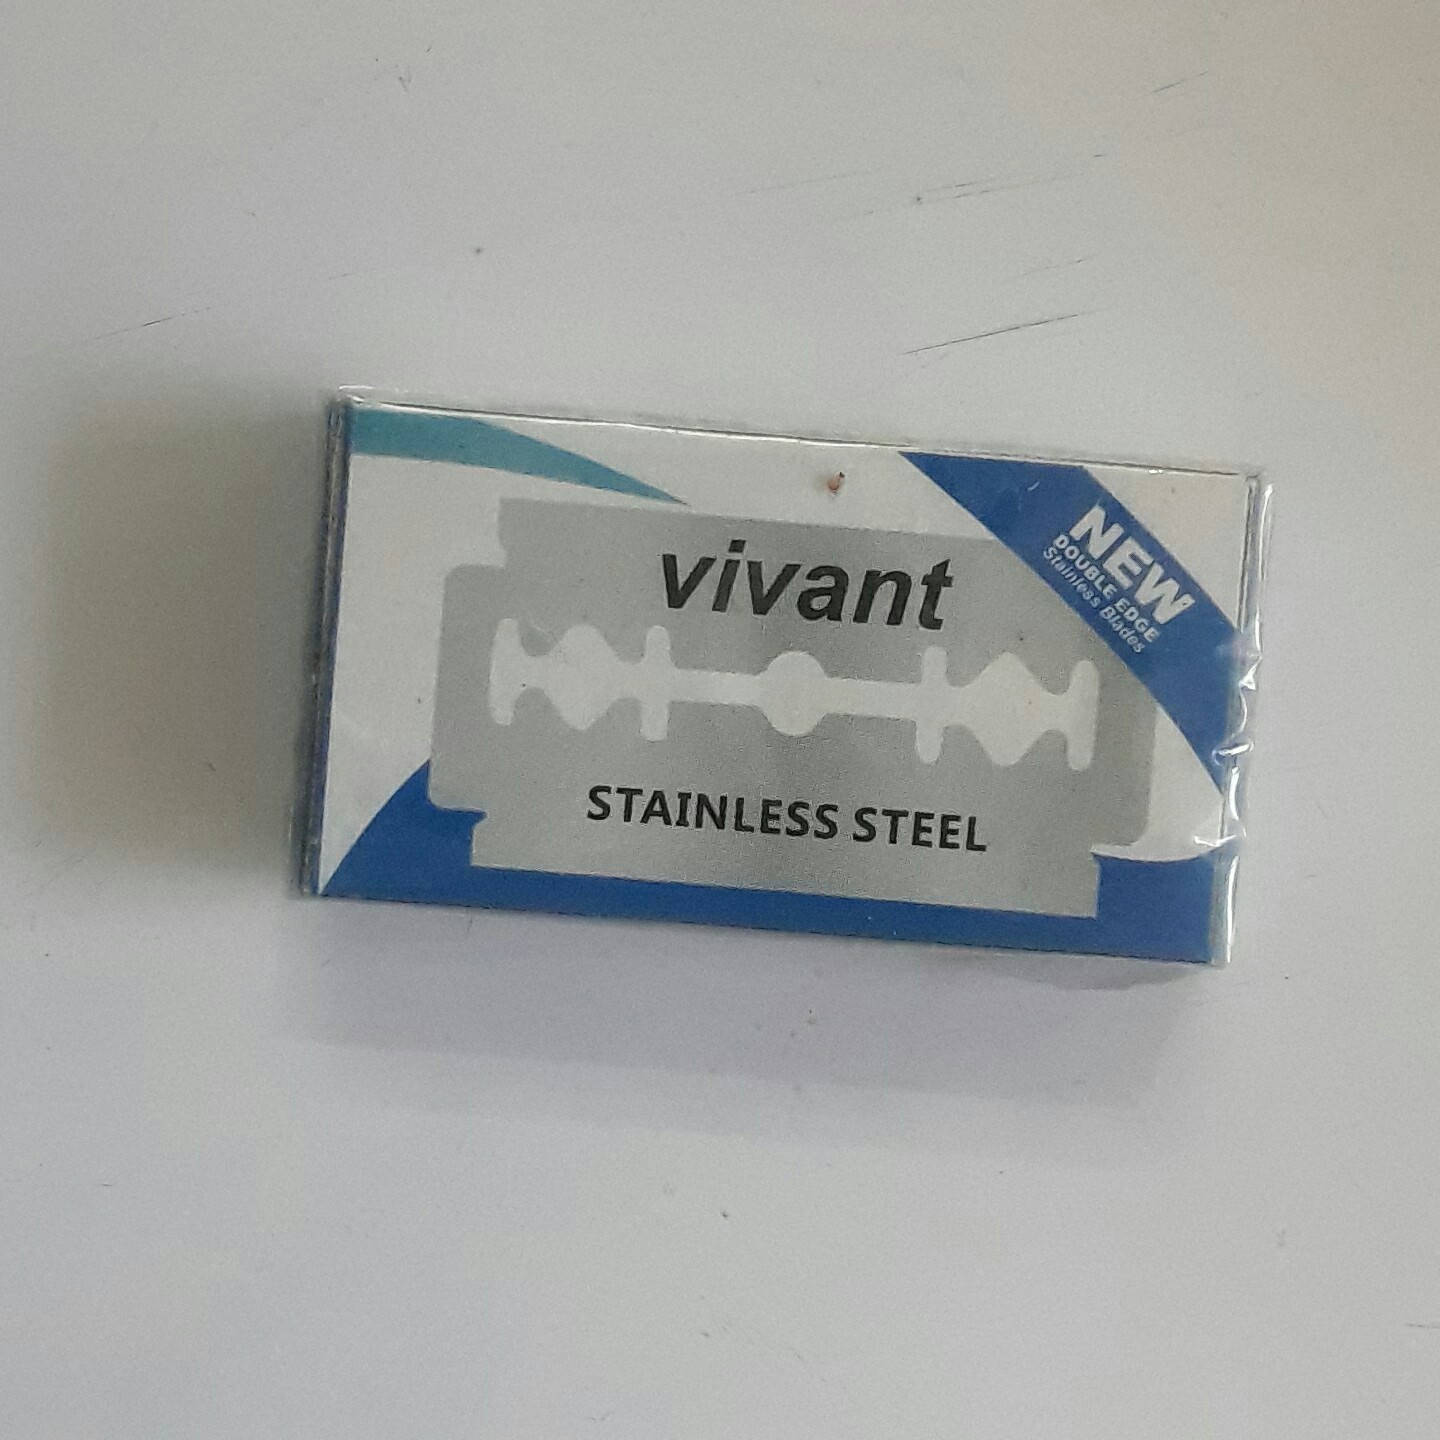 vivant
NEW
DOUBLE EDGE
Stainless Blades
STAINLESS STEEL